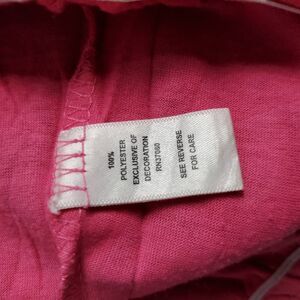 100%
POLYESTER
EXCLUSIVE OF
DECORATION
RN37080
SEE REVERSE
FOR CARE